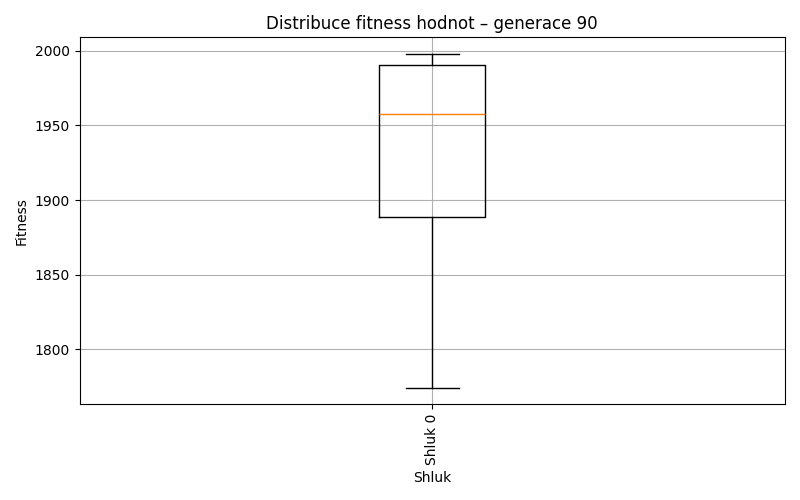 Distribuce fitness hodnot – generace 90
2000
1950
1900
1850
1800
Fitness
Shluk 0
Shluk